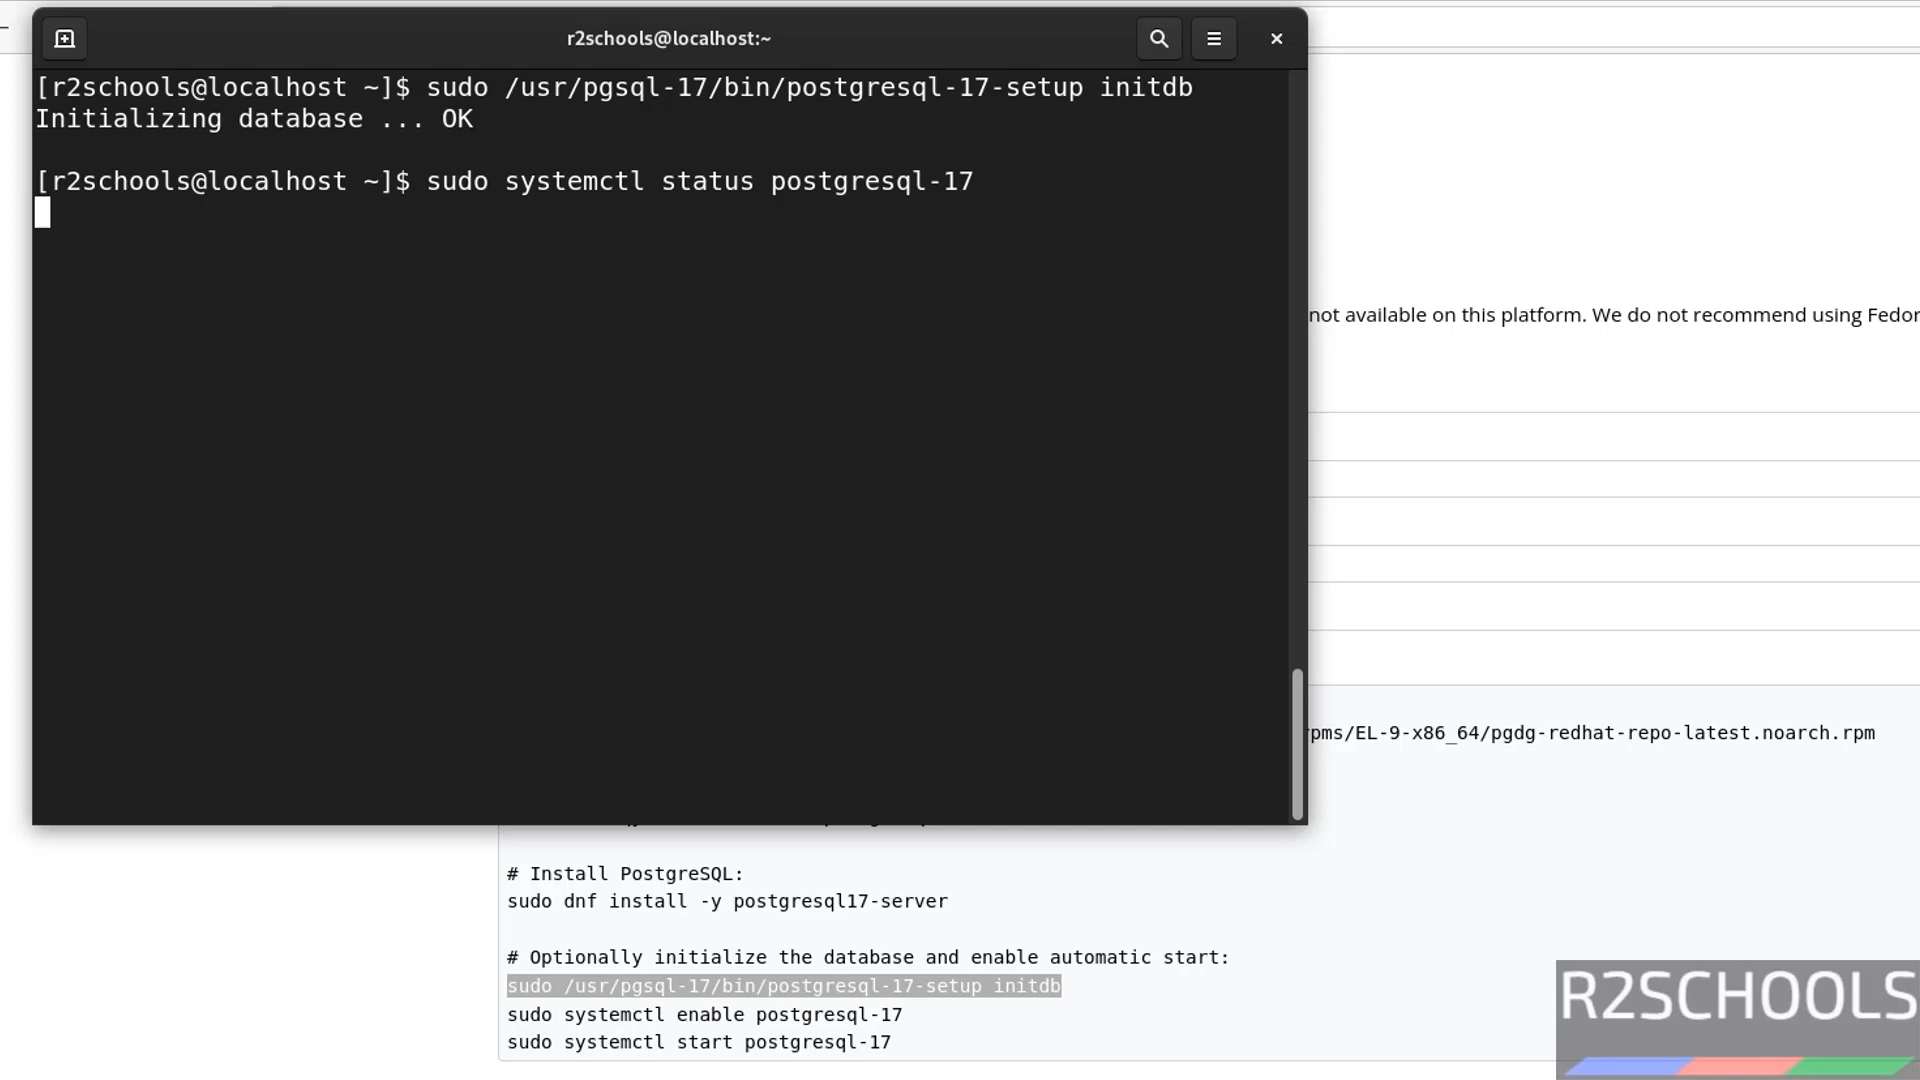 r2schools@localhost:~
[r2schools@localhost ~]$ sudo /usr/pgsql-17/bin/postgresql-17-setup initdb
Initializing database ... OK
[r2schools@localhost ~]$ sudo systemctl status postgresql-17
not available on this platform. We do not recommend using Fedor
rpms/EL-9-x86_64/pgdg-redhat-repo-latest.noarch.rpm
# Install PostgreSQL:
sudo dnf install -y postgresql17-server
# Optionally initialize the database and enable automatic start:
sudo /usr/pgsql-17/bin/postgresql-17-setup initdb
sudo systemctl enable postgresql-17
sudo systemctl start postgresql-17
R2SCHOOLS